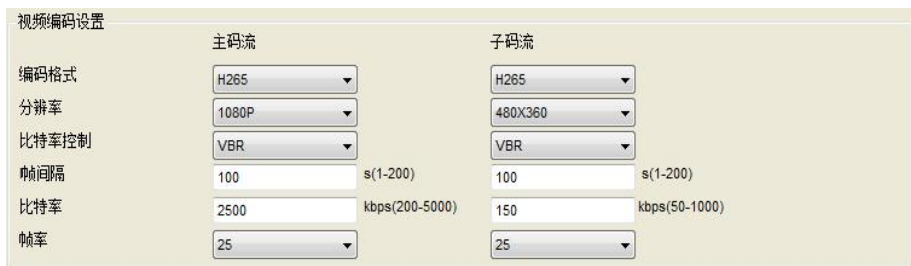 视频编码设置
主码流 子码流
编码格式 H265 H265
分辨率 1080P 480X360
比特率控制 VBR VBR
帧间隔 100 s(1-200) 100 s(1-200)
比特率 2500 kbps(200-5000) 150 kbps(50-1000)
帧率 25 25